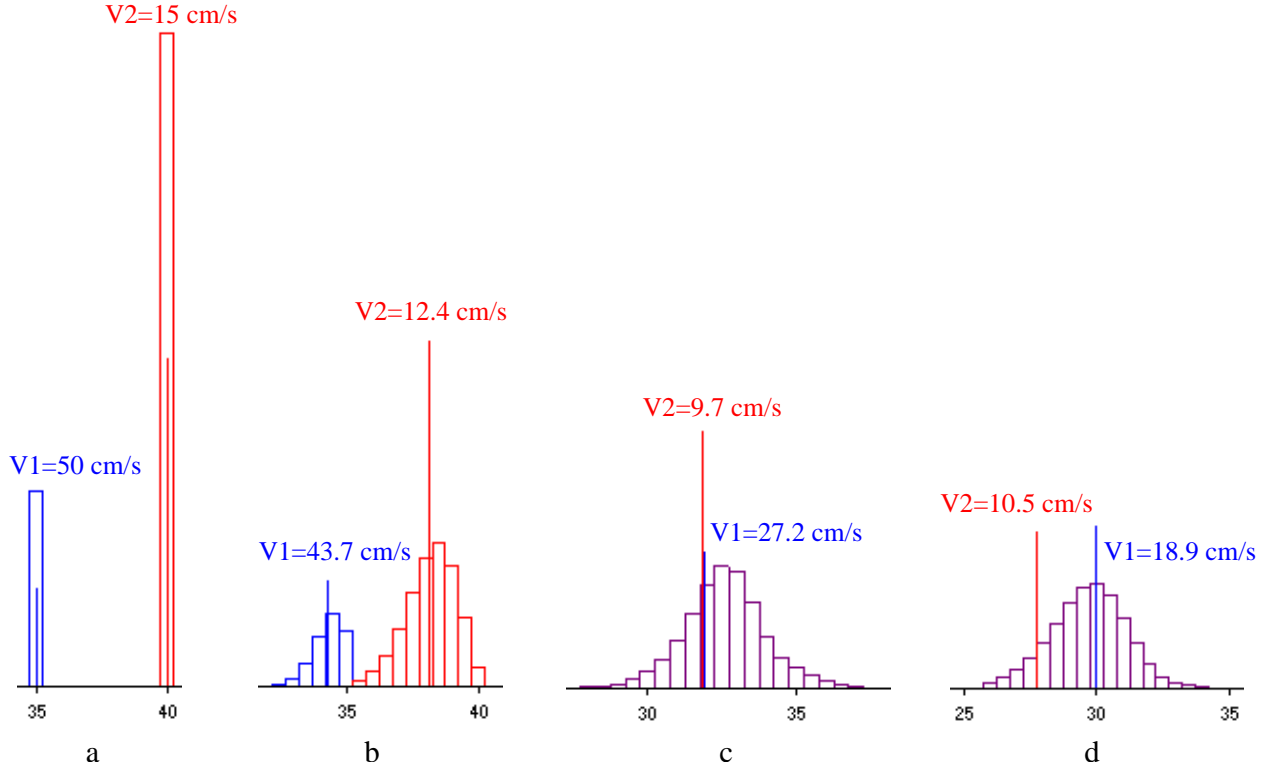 V2=15 cm/s
V1=50 cm/s
35 40
a
V2=12.4 cm/s
V1=43.7 cm/s
35 40
b
V2=9.7 cm/s
V1=27.2 cm/s
30 35
c
V2=10.5 cm/s
V1=18.9 cm/s
25 30 35
d